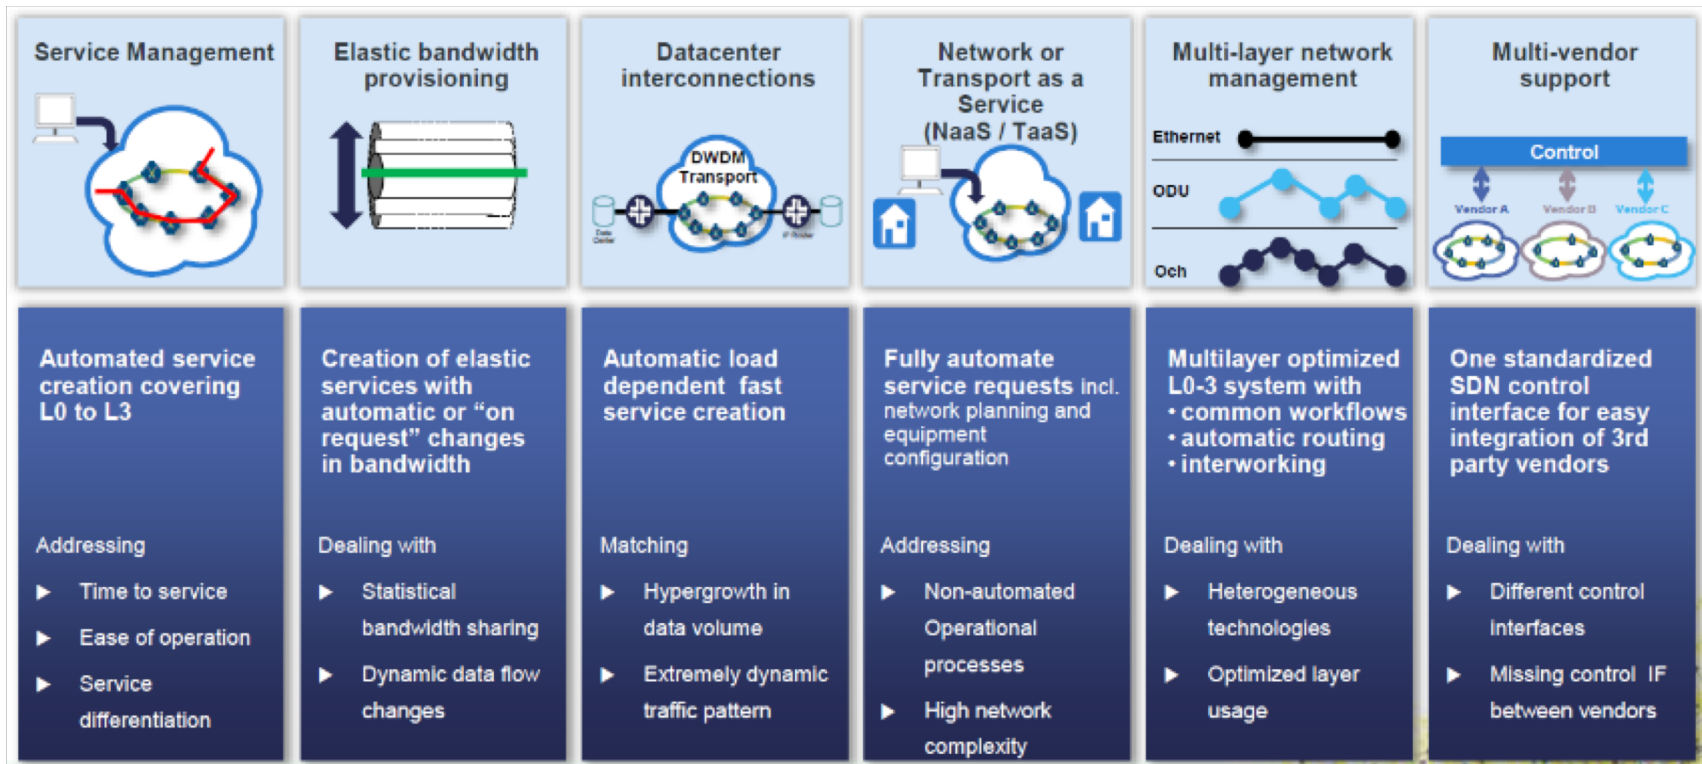 Service Management
Elastic bandwidth
provisioning
Datacenter
interconnections
Network or
Transport as a
Service
(NaaS / TaaS)
Multi-layer network
management
Multi-vendor
support
DWDM
Transport
Data
Center
IP Router
Ethernet
ODU
Och
Control
Vendor A
Vendor B
Vendor C
Automated service
creation covering
L0 to L3
Addressing
Time to service
Ease of operation
Service
differentiation
Creation of elastic
services with
automatic or “on
request” changes
in bandwidth
Dealing with
Statistical
bandwidth sharing
Dynamic data flow
changes
Automatic load
dependent fast
service creation
Matching
Hypergrowth in
data volume
Extremely dynamic
traffic pattern
Fully automate
service requests incl.
network planning and
equipment
configuration
Addressing
Non-automated
Operational
processes
High network
complexity
Multilayer optimized
L0-3 system with
• common workflows
• automatic routing
• interworking
Dealing with
Heterogeneous
technologies
Optimized layer
usage
One standardized
SDN control
interface for easy
integration of 3rd
party vendors
Dealing with
Different control
interfaces
Missing control IF
between vendors